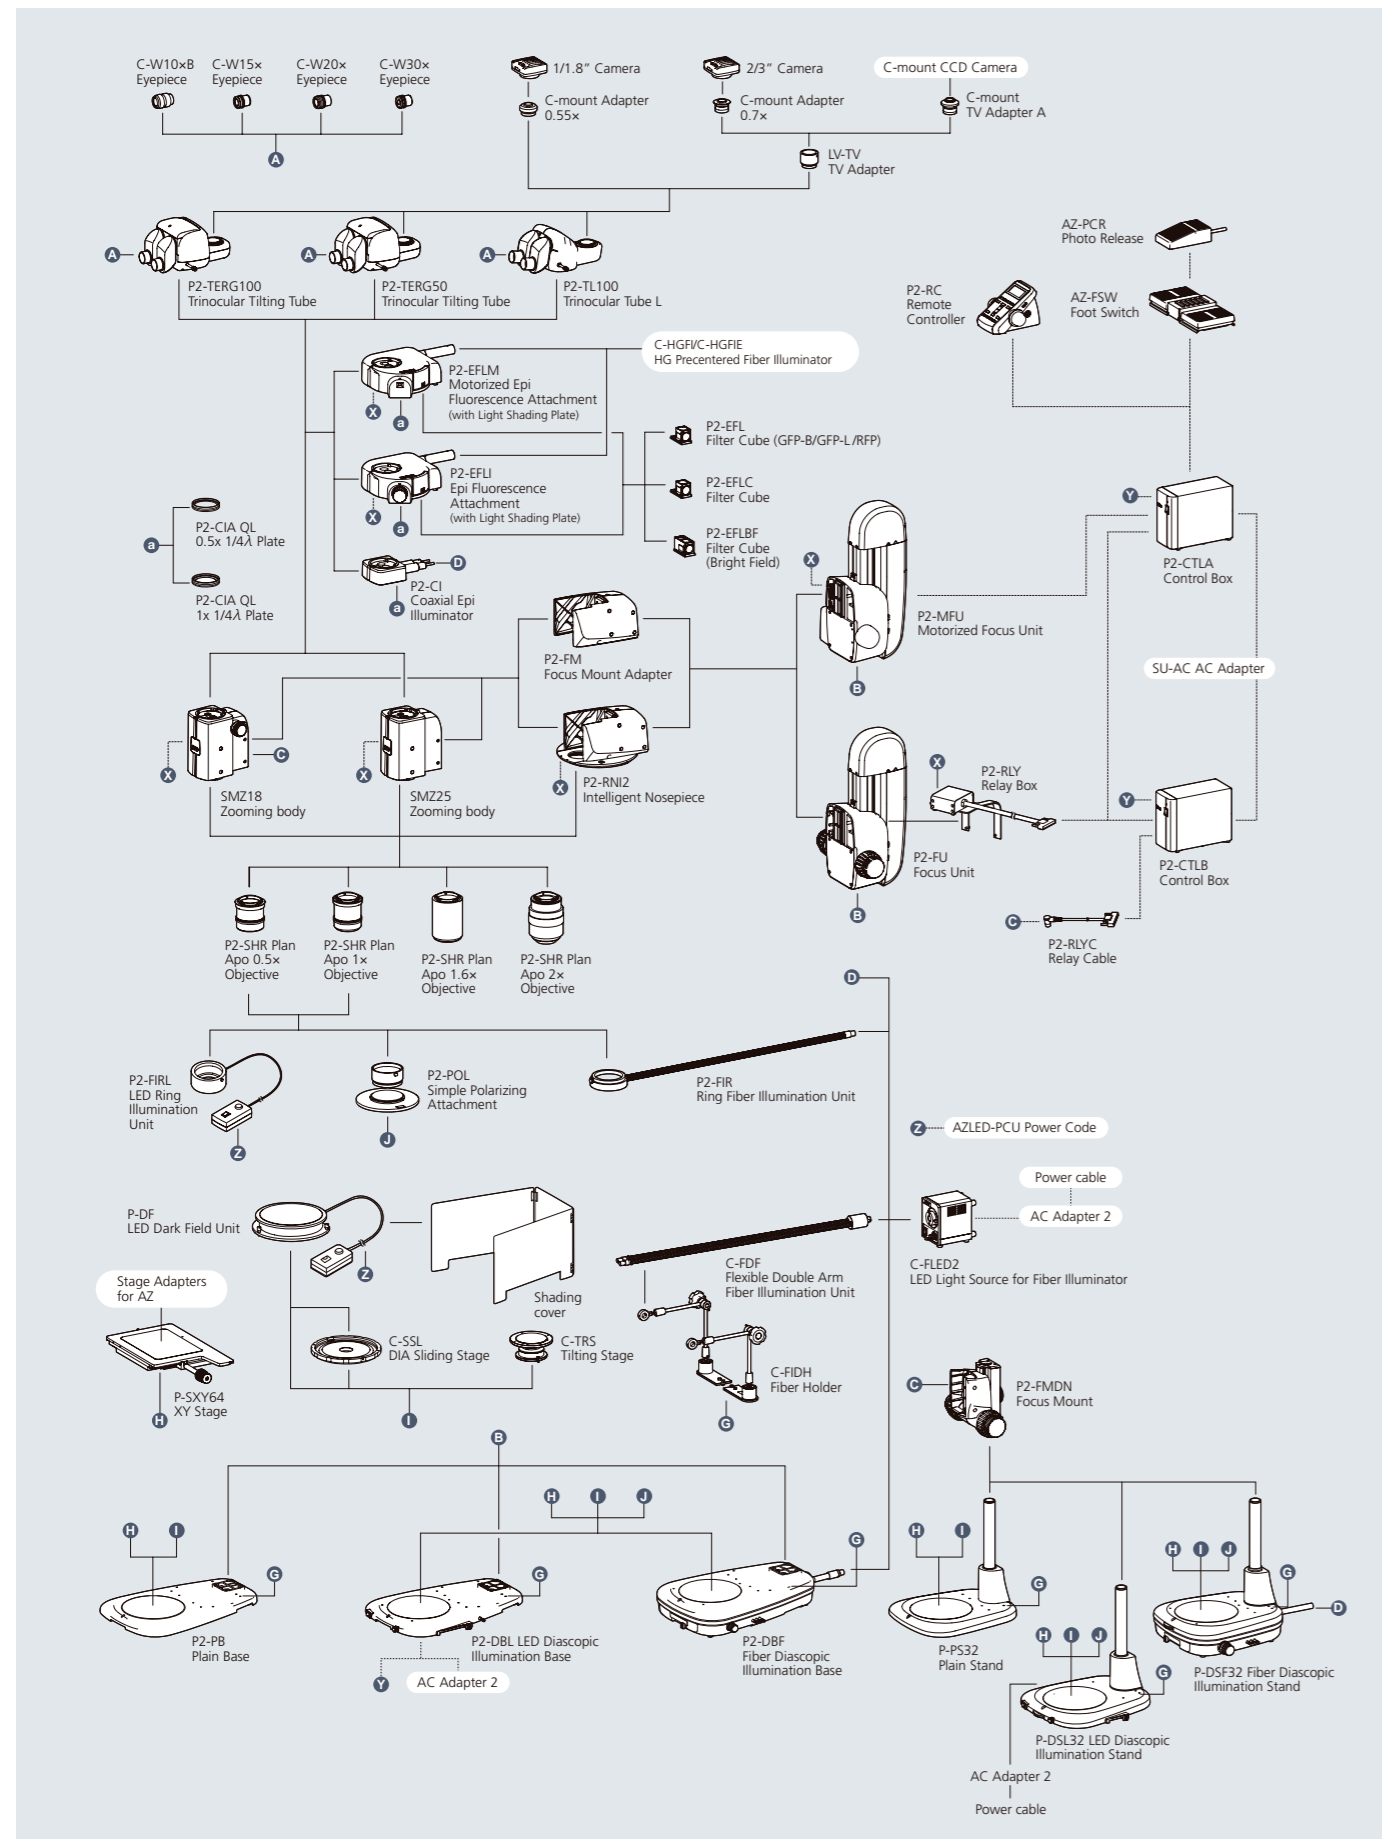 C-W10×B
Eyepiece
C-W15×
Eyepiece
C-W20×
Eyepiece
C-W30×
Eyepiece
A
1/1.8" Camera
C-mount Adapter
0.55×
2/3" Camera
C-mount Adapter
0.7×
C-mount CCD Camera
C-mount
TV Adapter A
LV-TV
TV Adapter
A
P2-TERG100
Trinocular Tilting Tube
A
P2-TERG50
Trinocular Tilting Tube
A
P2-TL100
Trinocular Tube L
AZ-PCR
Photo Release
P2-RC
Remote
Controller
AZ-FSW
Foot Switch
C-HGFI/C-HGFIE
HG Precentered Fiber Illuminator
P2-EFLM
Motorized Epi
Fluorescence Attachment
(with Light Shading Plate)
X
a
P2-EFLI
Epi Fluorescence
Attachment
(with Light Shading Plate)
X
a
P2-EFL
Filter Cube (GFP-B/GFP-L /RFP)
P2-EFLC
Filter Cube
P2-EFLBF
Filter Cube
(Bright Field)
a
P2-CIA QL
0.5x 1/4λ Plate
P2-CIA QL
1x 1/4λ Plate
D
P2-CI
Coaxial Epi
Illuminator
a
X
P2-MFU
Motorized Focus Unit
B
Y
P2-CTLA
Control Box
SU-AC AC Adapter
P2-FM
Focus Mount Adapter
P2-RNI2
Intelligent Nosepiece
X
X
C
SMZ18
Zooming body
X
SMZ25
Zooming body
X
P2-RLY
Relay Box
P2-FU
Focus Unit
B
Y
P2-CTLB
Control Box
C
P2-RLYC
Relay Cable
P2-SHR Plan
Apo 0.5×
Objective
P2-SHR Plan
Apo 1×
Objective
P2-SHR Plan
Apo 1.6×
Objective
P2-SHR Plan
Apo 2×
Objective
D
P2-FIRL
LED Ring
Illumination
Unit
Z
P2-POL
Simple Polarizing
Attachment
J
P2-FIR
Ring Fiber Illumination Unit
Z
AZLED-PCU Power Code
Power cable
AC Adapter 2
P-DF
LED Dark Field Unit
Z
Shading
cover
C-FDF
Flexible Double Arm
Fiber Illumination Unit
C-FLED2
LED Light Source for Fiber Illuminator
Stage Adapters
for AZ
P-SXY64
XY Stage
H
C-SSL
DIA Sliding Stage
C-TRS
Tilting Stage
I
C-FIDH
Fiber Holder
G
C
P2-FMDN
Focus Mount
B
H
I
G
P2-PB
Plain Base
H
I
J
G
P2-DBL LED Diascopic
Illumination Base
Y
AC Adapter 2
G
P2-DBF
Fiber Diascopic
Illumination Base
H
I
G
P-PS32
Plain Stand
H
I
J
G
P-DSL32 LED Diascopic
Illumination Stand
AC Adapter 2
Power cable
H
I
J
G
D
P-DSF32 Fiber Diascopic
Illumination Stand